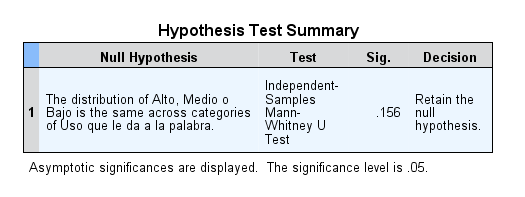 Hypothesis Test Summary
Null Hypothesis Test Sig. Decision
1 The distribution of Alto, Medio o Bajo is the same across categories of Uso que le da a la palabra. Independent-Samples Mann-Whitney U Test .156 Retain the null hypothesis.
Asymptotic significances are displayed. The significance level is .05.